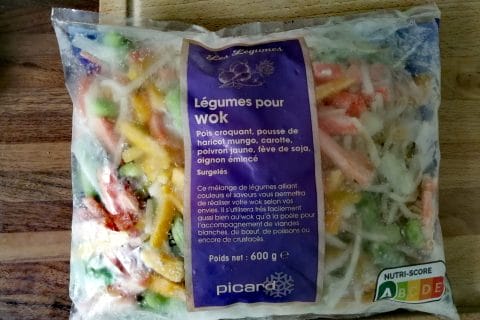 Les Légumes
Légumes pour
wok
Pois croquant, pousse de
haricot mungo, carotte,
poivron jaune, fève de soja,
oignon émincé
Surgelés
Ce mélange de légumes alliant
couleurs et saveurs vous permettra
de réaliser votre wok selon vos
envies. Il s'utilisera très facilement
aussi bien au wok qu'à la poêle pour
l'accompagnement de viandes
blanches, de bœuf, de poissons ou
encore de crustacés.
Poids net : 600 g ℮
picard
NUTRI-SCORE
A B C D E